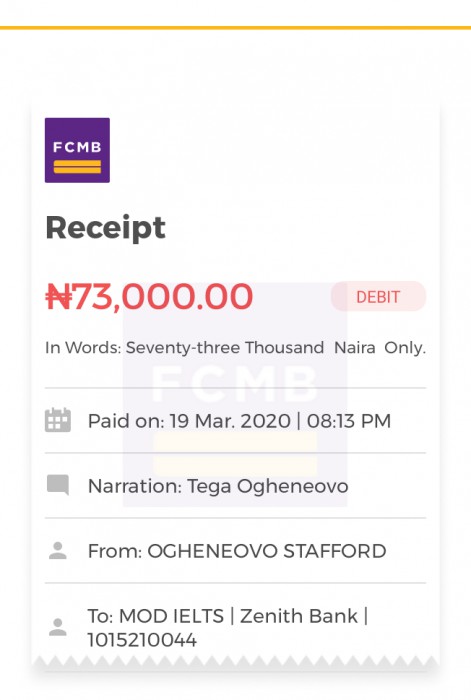 FCMB
Receipt
₦73,000.00
DEBIT
In Words: Seventy-three Thousand Naira Only.
FCMB
Paid on: 19 Mar. 2020 | 08:13 PM
Narration: Tega Ogheneovo
From: OGHENEOVO STAFFORD
To: MOD IELTS | Zenith Bank |
1015210044